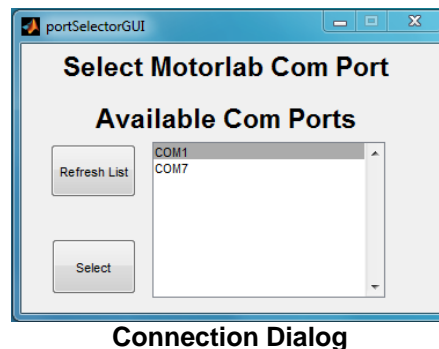 portSelectorGUI
Select Motorlab Com Port
Available Com Ports
Refresh List
COM1
COM7
Select
Connection Dialog